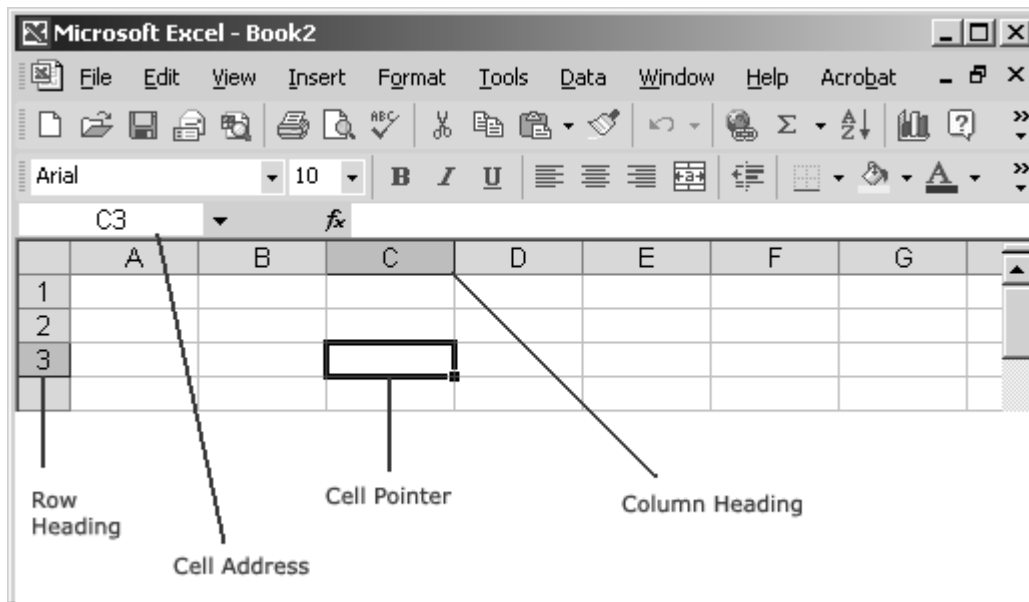 Microsoft Excel - Book2
File Edit View Insert Format Tools Data Window Help Acrobat
ABC Σ A Z ?
Arial 10 B I U a A
C3 fx
A B C D E F G
1
2
3
Cell Pointer
Row
Heading
Column Heading
Cell Address